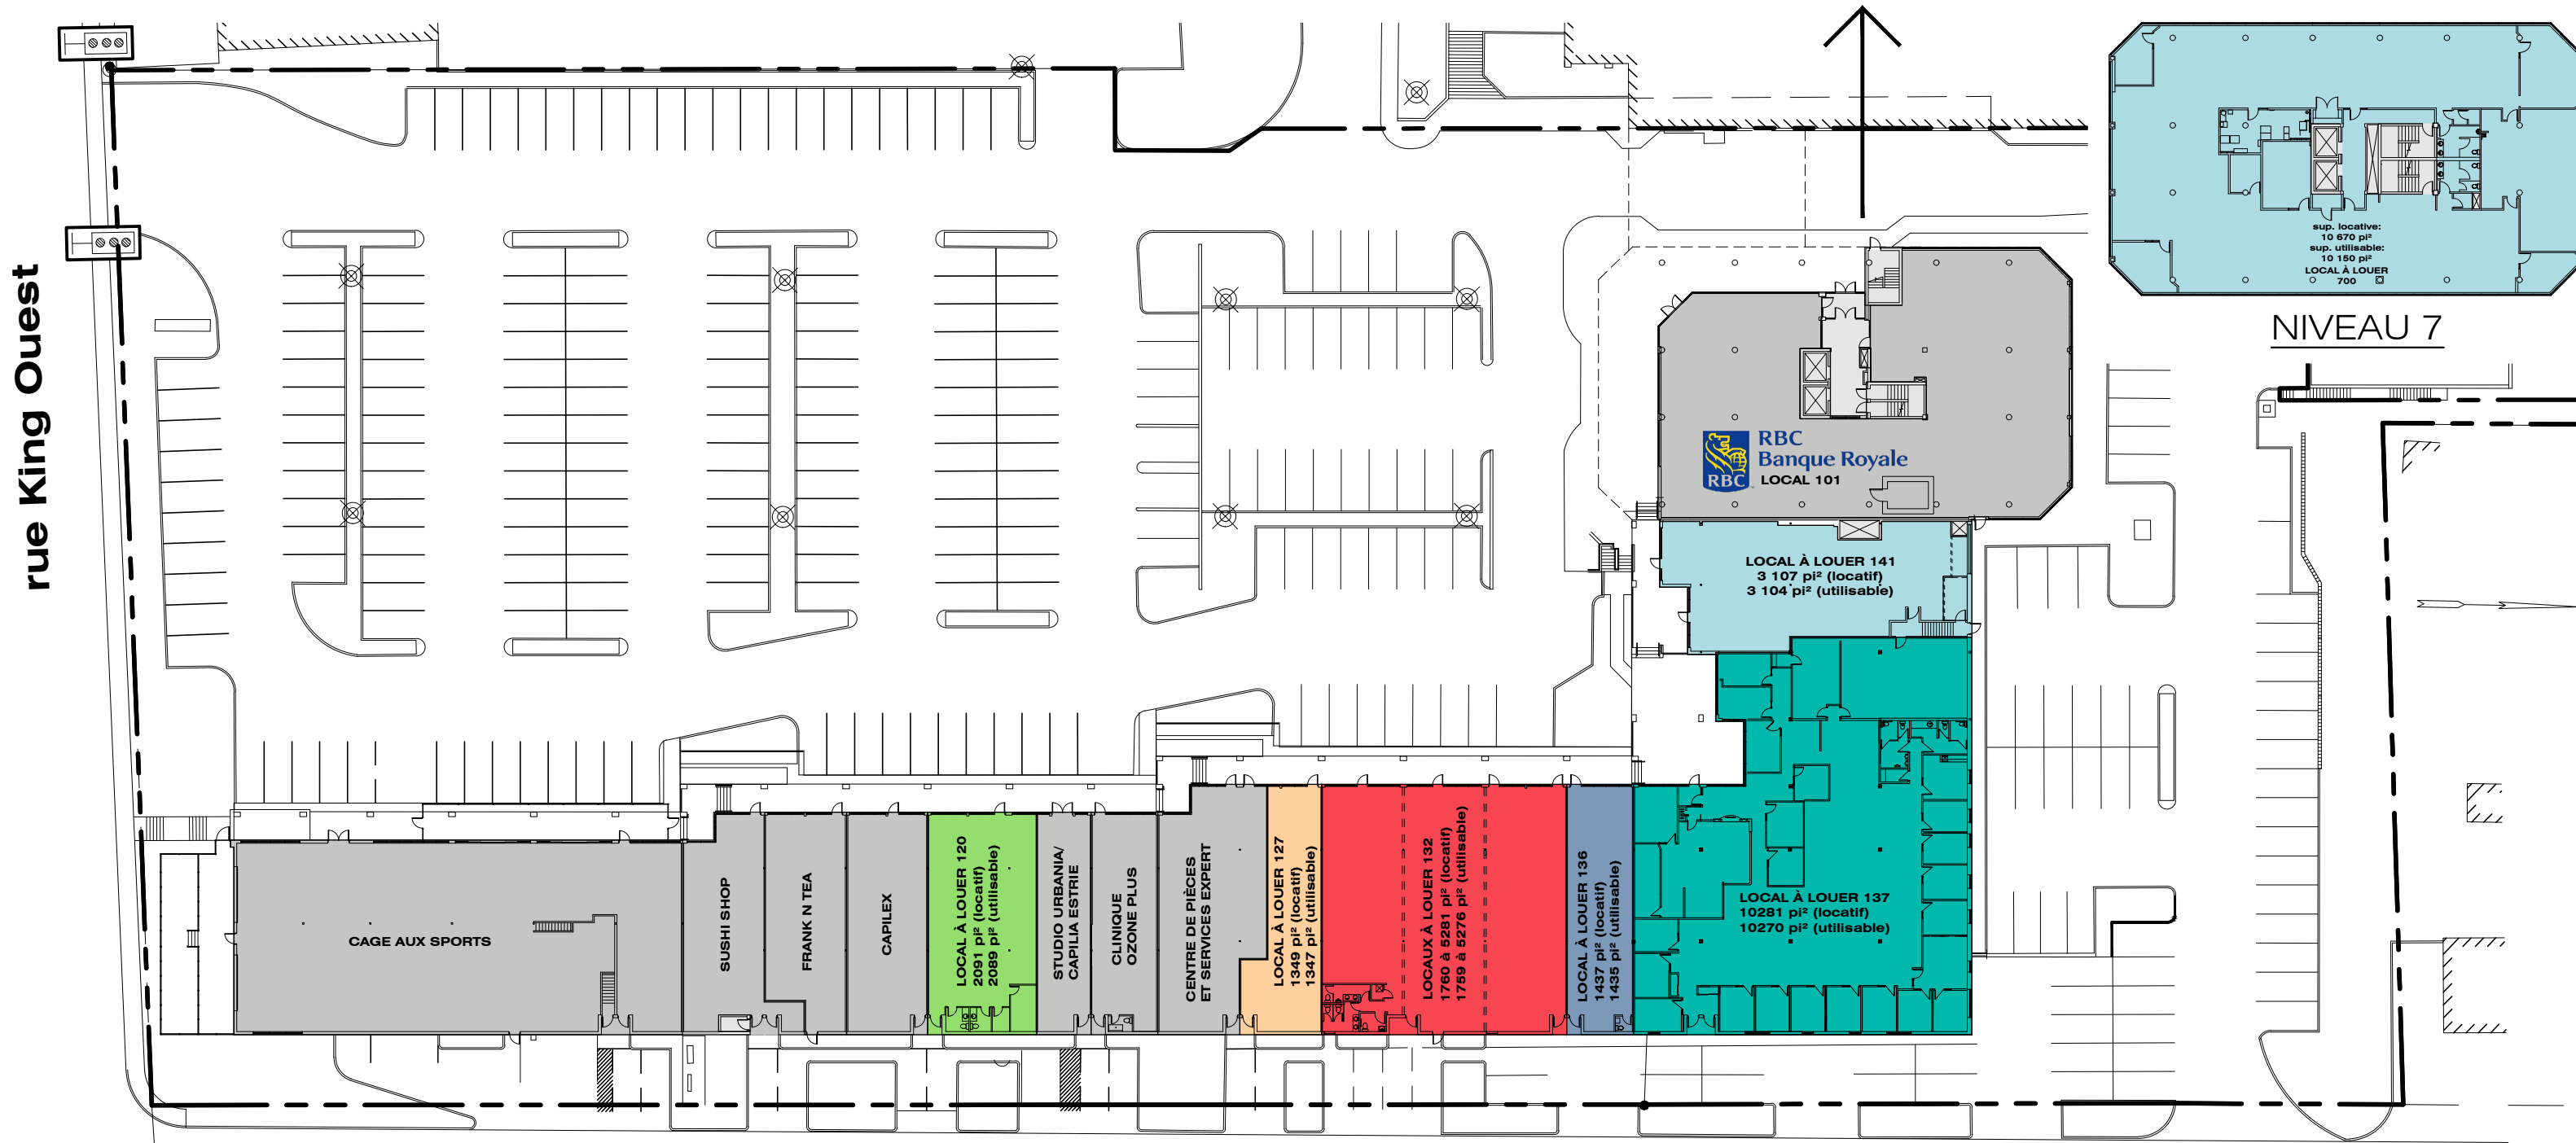 rue King Ouest
sup. locative:
10 670 pi²
sup. utilisable:
10 150 pi²
LOCAL À LOUER
700
NIVEAU 7
RBC
Banque Royale
RBC
LOCAL 101
LOCAL À LOUER 141
3 107 pi² (locatif)
3 104 pi² (utilisable)
CAGE AUX SPORTS
SUSHI SHOP
FRANK N TEA
CAPILEX
LOCAL À LOUER 120
2091 pi² (locatif)
2089 pi² (utilisable)
STUDIO URBANIA/
CAPILIA ESTRIE
CLINIQUE
OZONE PLUS
CENTRE DE PIÈCES
ET SERVICES EXPERT
LOCAL À LOUER 127
1349 pi² (locatif)
1347 pi² (utilisable)
LOCAUX À LOUER 132
1760 à 5281 pi² (locatif)
1759 à 5276 pi² (utilisable)
LOCAL À LOUER 136
1437 pi² (locatif)
1435 pi² (utilisable)
LOCAL À LOUER 137
10281 pi² (locatif)
10270 pi² (utilisable)